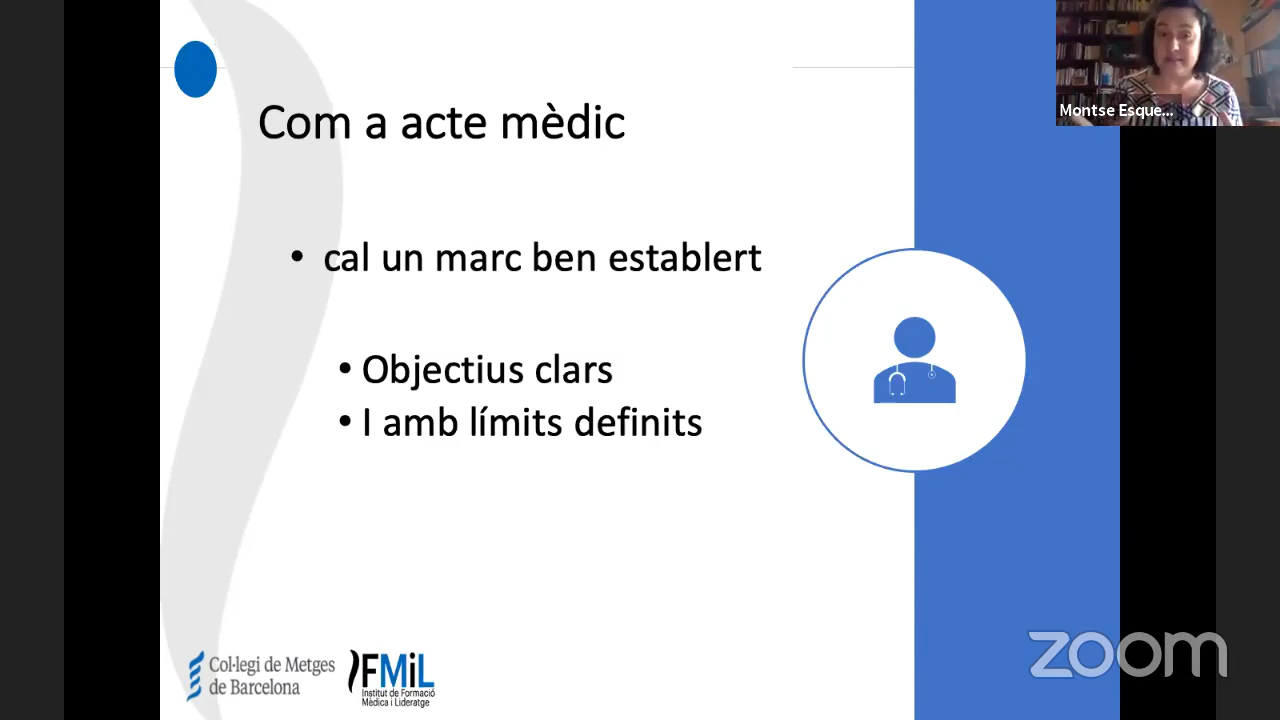 Com a acte mèdic
Montse Esque...
• cal un marc ben establert
• Objectius clars
• I amb límits definits
Col·legi de Metges
de Barcelona
FMiL
Institut de Formació
Mèdica i Lideratge
zoom